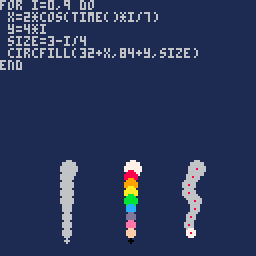 FOR I=0,9 DO
X=2*COS(TIME()*I/7)
Y=4*I
SIZE=3-I/4
CIRCFILL(32+X,84+Y,SIZE)
END